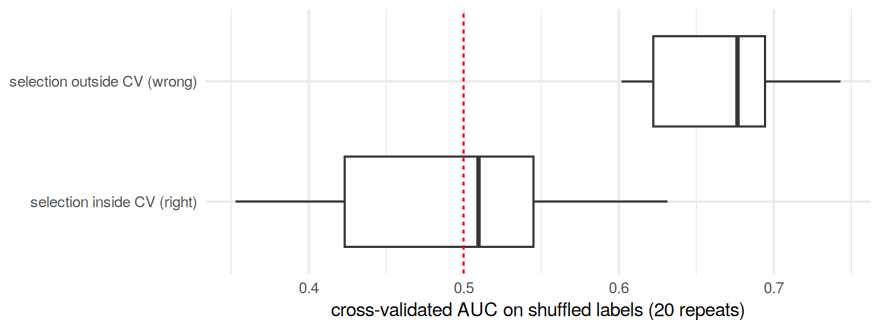 selection outside CV (wrong)
selection inside CV (right)
0.4 0.5 0.6 0.7
cross-validated AUC on shuffled labels (20 repeats)